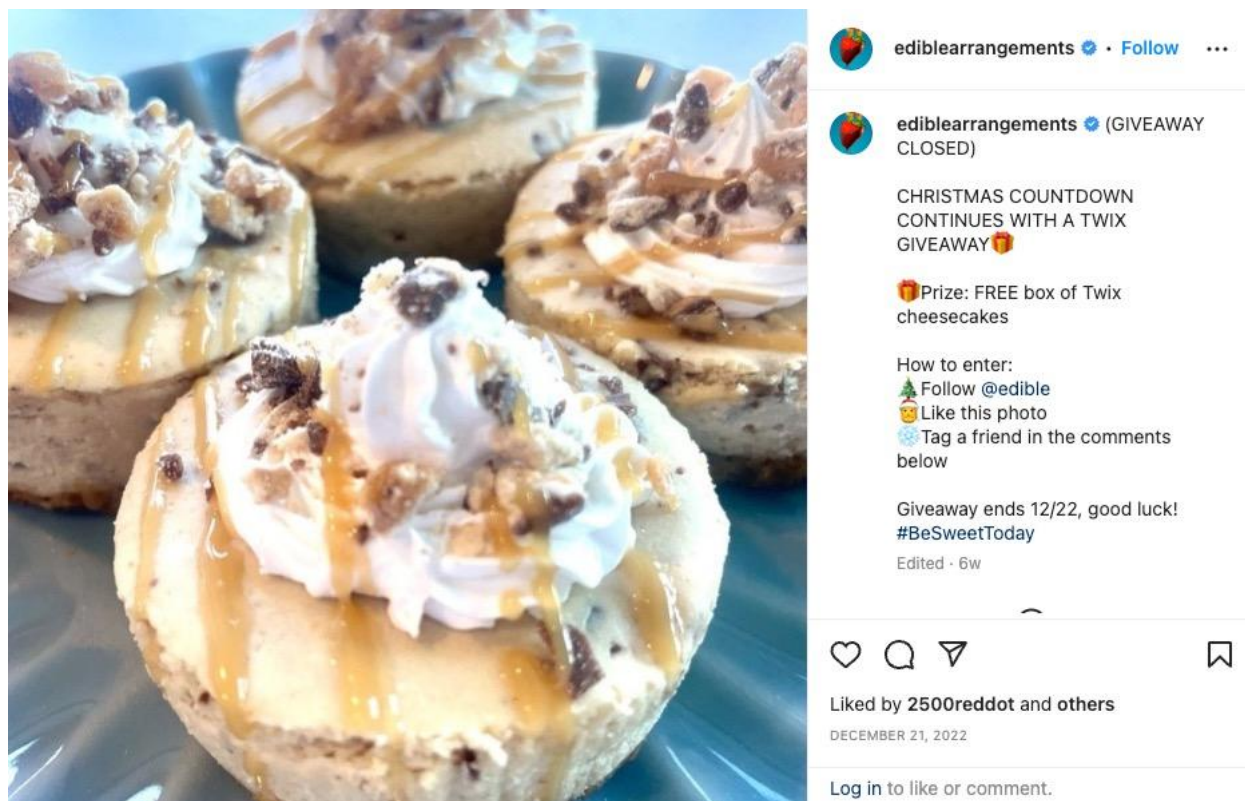 ediblearrangements • Follow
ediblearrangements (GIVEAWAY
CLOSED)
CHRISTMAS COUNTDOWN
CONTINUES WITH A TWIX
GIVEAWAY🎁
🎁Prize: FREE box of Twix
cheesecakes
How to enter:
🎄Follow @edible
🎅Like this photo
❄️Tag a friend in the comments
below
Giveaway ends 12/22, good luck!
#BeSweetToday
Edited · 6w
Liked by 2500reddot and others
DECEMBER 21, 2022
Log in to like or comment.